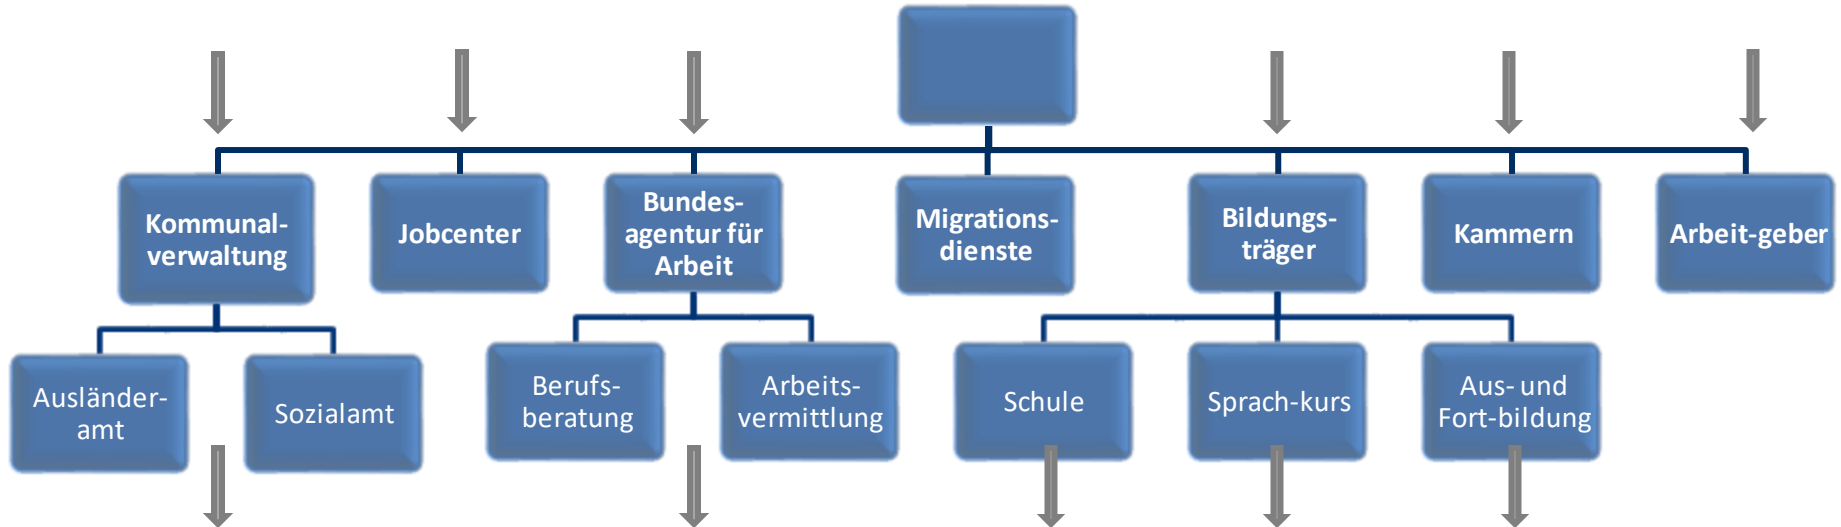 Kommunal-
verwaltung
Jobcenter
Bundes-
agentur für
Arbeit
Migrations-
dienste
Bildungs-
träger
Kammern
Arbeit-geber
Ausländer-
amt
Sozialamt
Berufs-
beratung
Arbeits-
vermittlung
Schule
Sprach-kurs
Aus- und
Fort-bildung